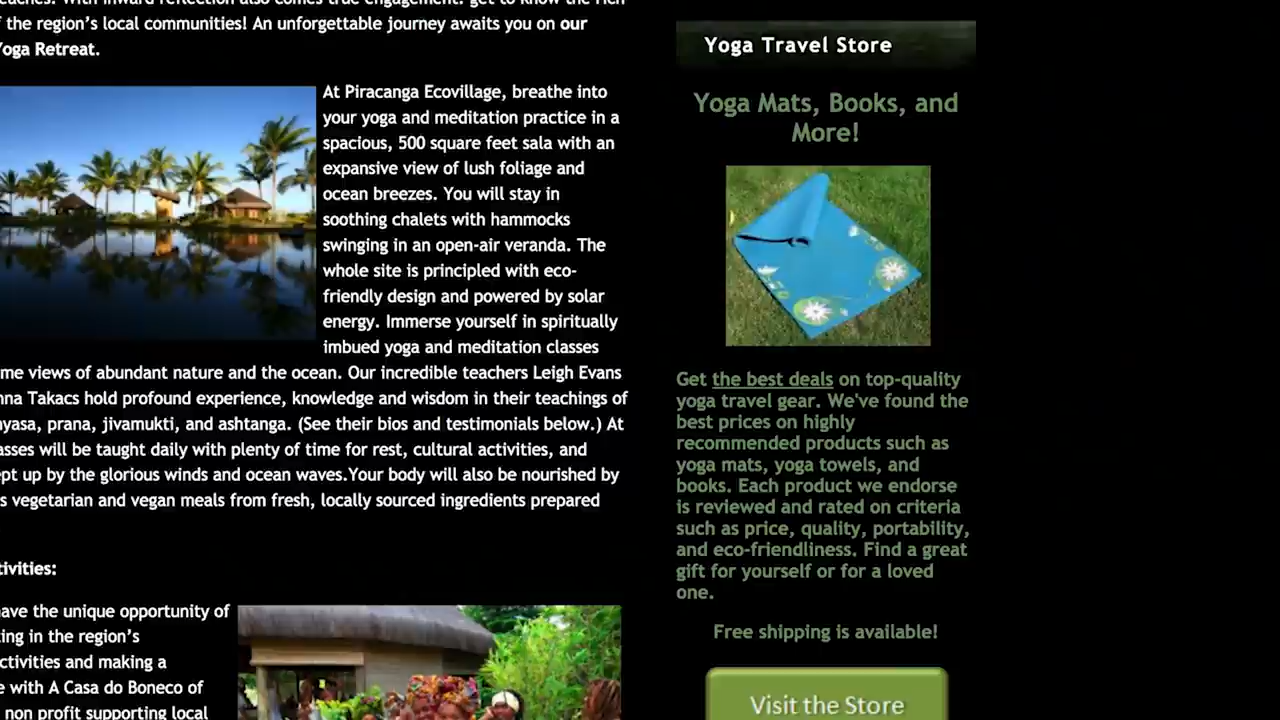 of the region's local communities! An unforgettable journey awaits you on our
Yoga Retreat.
At Piracanga Ecovillage, breathe into
your yoga and meditation practice in a
spacious, 500 square feet sala with an
expansive view of lush foliage and
ocean breezes. You will stay in
soothing chalets with hammocks
swinging in an open-air veranda. The
whole site is principled with eco-
friendly design and powered by solar
energy. Immerse yourself in spiritually
imbued yoga and meditation classes
me views of abundant nature and the ocean. Our incredible teachers Leigh Evans
nna Takacs hold profound experience, knowledge and wisdom in their teachings of
nyasa, prana, jivamukti, and ashtanga. (See their bios and testimonials below.) At
asses will be taught daily with plenty of time for rest, cultural activities, and
ept up by the glorious winds and ocean waves.Your body will also be nourished by
s vegetarian and vegan meals from fresh, locally sourced ingredients prepared
tivities:
have the unique opportunity of
ting in the region's
ctivities and making a
e with A Casa do Boneco of
non profit supporting local
Yoga Travel Store
Yoga Mats, Books, and
More!
Get the best deals on top-quality
yoga travel gear. We've found the
best prices on highly
recommended products such as
yoga mats, yoga towels, and
books. Each product we endorse
is reviewed and rated on criteria
such as price, quality, portability,
and eco-friendliness. Find a great
gift for yourself or for a loved
one.
Free shipping is available!
Visit the Store